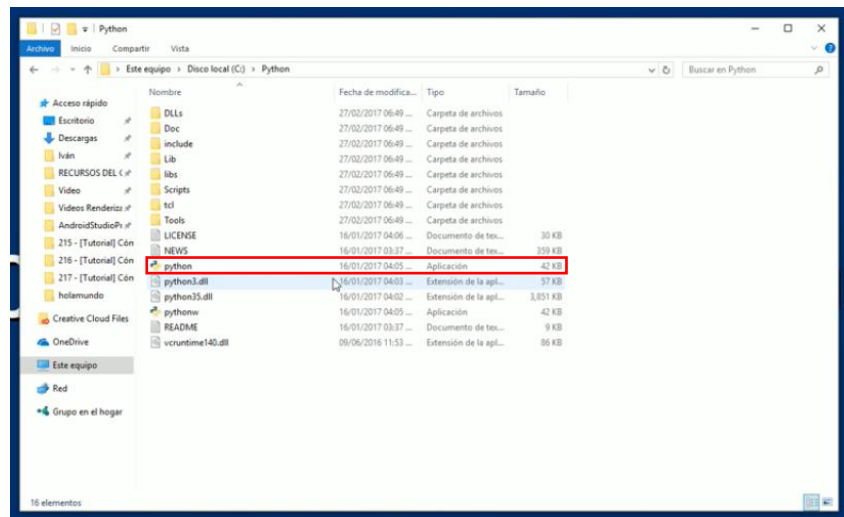 Python
Archivo Inicio Compartir Vista
Este equipo > Disco local (C:) > Python
Buscar en Python
Nombre Fecha de modifica... Tipo Tamaño
Acceso rápido
Escritorio
Descargas
Iván
RECURSOS DEL
Video
Videos Renderiza
AndroidStudioPr
215 - [Tutorial] Cón
216 - [Tutorial] Cón
217 - [Tutorial] Cón
holamundo
Creative Cloud Files
OneDrive
Este equipo
Red
Grupo en el hogar
DLLs 27/02/2017 06:49 ... Carpeta de archivos
Doc 27/02/2017 06:49 ... Carpeta de archivos
include 27/02/2017 06:49 ... Carpeta de archivos
Lib 27/02/2017 06:49 ... Carpeta de archivos
libs 27/02/2017 06:49 ... Carpeta de archivos
Scripts 27/02/2017 06:49 ... Carpeta de archivos
tcl 27/02/2017 06:49 ... Carpeta de archivos
Tools 27/02/2017 06:49 ... Carpeta de archivos
LICENSE 16/01/2017 04:06 ... Documento de tex... 30 KB
NEWS 16/01/2017 03:37 ... Documento de tex... 359 KB
python 16/01/2017 04:05 ... Aplicación 42 KB
python3.dll 16/01/2017 04:03 ... Extensión de la apl... 57 KB
python35.dll 16/01/2017 04:02 ... Extensión de la apl... 3,851 KB
pythonw 16/01/2017 04:05 ... Aplicación 42 KB
README 16/01/2017 03:37 ... Documento de tex... 9 KB
vcruntime140.dll 09/06/2016 11:53 ... Extensión de la apl... 86 KB
16 elementos